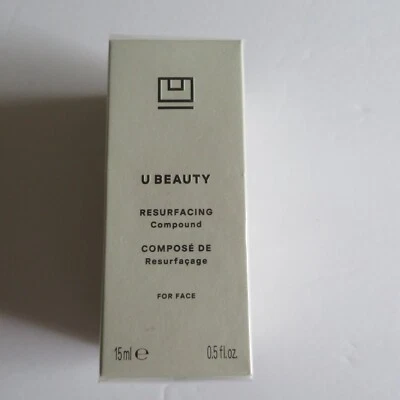 U BEAUTY
RESURFACING
Compound
COMPOSÉ DE
Resurfaçage
FOR FACE
15ml ℮ 0.5 fl.oz.